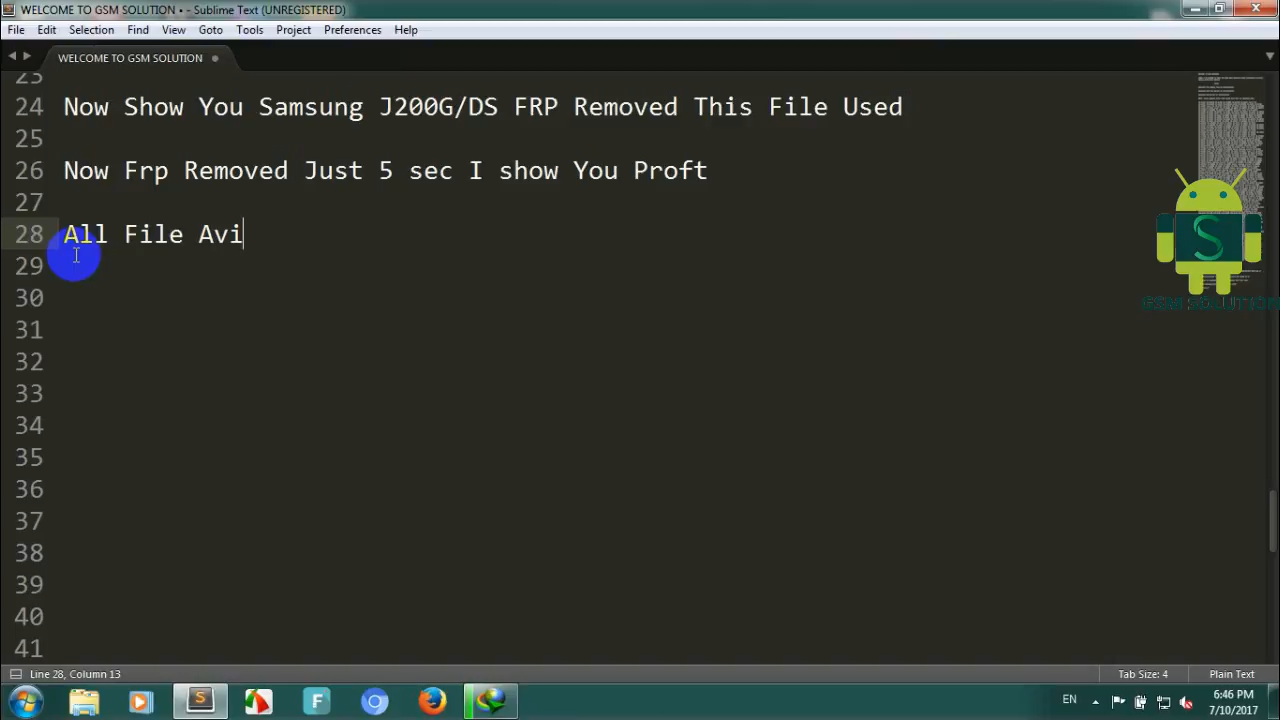 WELCOME TO GSM SOLUTION • - Sublime Text (UNREGISTERED)
File Edit Selection Find View Goto Tools Project Preferences Help
WELCOME TO GSM SOLUTION
23
24 Now Show You Samsung J200G/DS FRP Removed This File Used
25
26 Now Frp Removed Just 5 sec I show You Proft
27
28 All File Avi
29
30
31
32
33
34
35
36
37
38
39
40
41
S
GSM SOLUTION
Line 28, Column 13 Tab Size: 4 Plain Text
EN 6:46 PM
7/10/2017